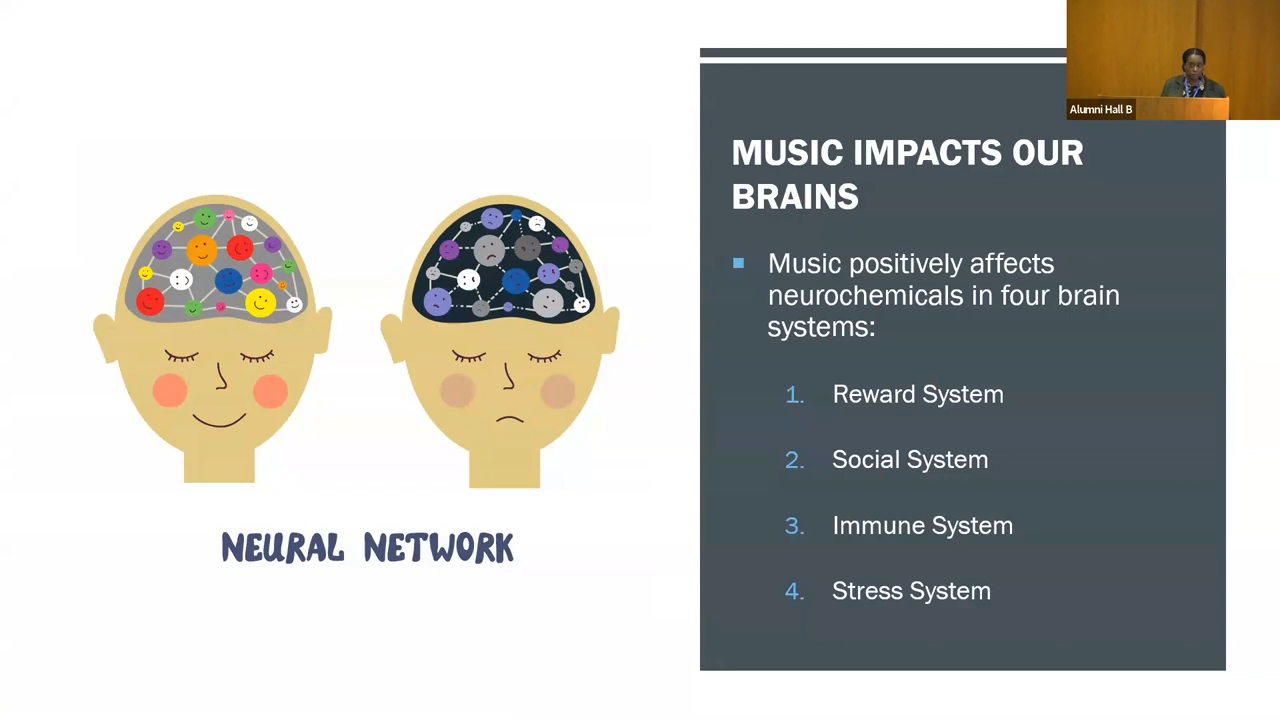 Alumni Hall B
MUSIC IMPACTS OUR
BRAINS
Music positively affects
neurochemicals in four brain
systems:
1. Reward System
2. Social System
3. Immune System
4. Stress System
NEURAL NETWORK